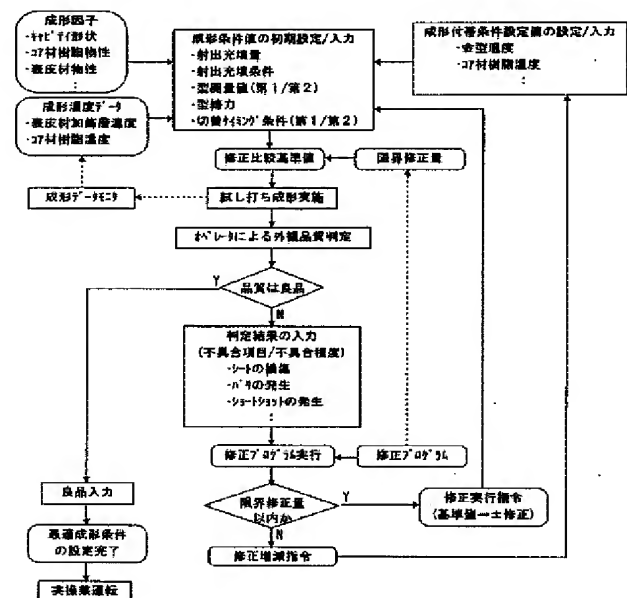 成形因子
・ｷｬﾋﾞﾃｨ形状
・ｺｱ材樹脂物性
・表皮材物性
成形温度データ
・表皮材加飾層温度
・ｺｱ材樹脂温度
成形条件値の初期設定/入力
・射出充填量
・射出充填条件
・型開量値(第1/第2)
・型締力
・切替ﾀｲﾐﾝｸﾞ条件(第1/第2)
成形付帯条件設定値の設定/入力
・金型温度
・ｺｱ材樹脂温度
修正比較基準値
限界修正量
成形データモニタ
試し打ち成形実施
ｵﾍﾟﾚｰﾀによる外観品質判定
Y
品質は良品
N
判定結果の入力
(不具合項目/不具合程度)
・シートの損傷
・バリの発生
・ｼｮｰﾄｼｮｯﾄの発生
修正プログラム実行
修正プログラム
良品入力
限界修正量
以内か
Y
N
修正実行指令
(基準値→±修正)
最適成形条件
の設定完了
修正増減指令
実操業運転